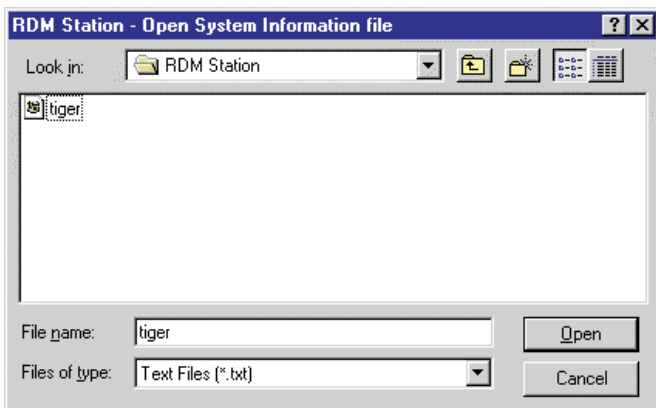 RDM Station - Open System Information file
Look in: RDM Station
tiger
File name: tiger Open
Files of type: Text Files (*.txt) Cancel